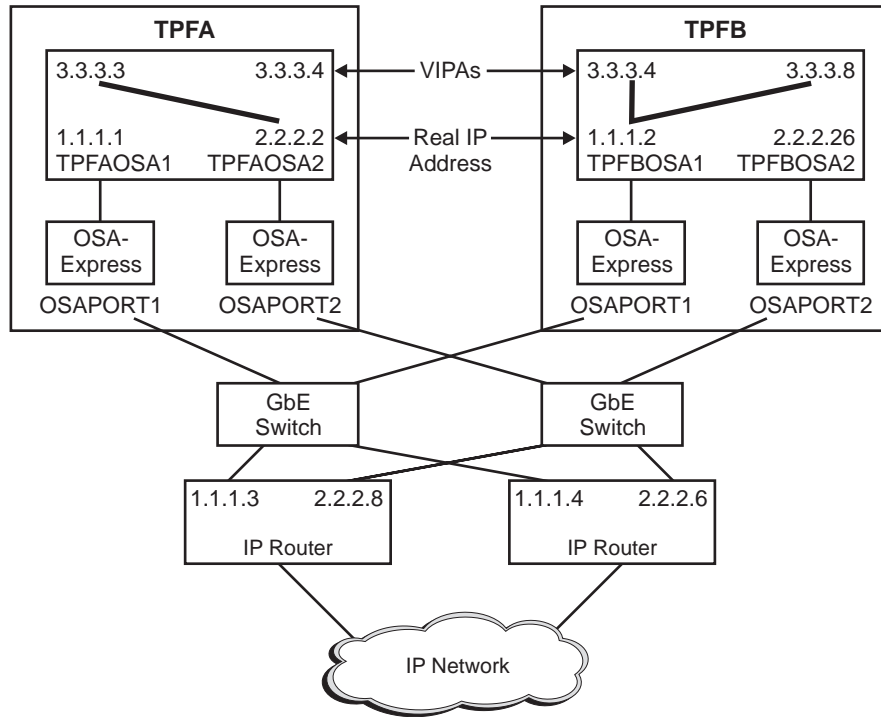 TPFA
TPFB
3.3.3.3 3.3.3.4 VIPAs 3.3.3.4 3.3.3.8
1.1.1.1 2.2.2.2 Real IP 1.1.1.2 2.2.2.26
TPFAOSA1 TPFAOSA2 Address TPFBOSA1 TPFBOSA2
OSA- OSA- OSA- OSA-
Express Express Express Express
OSAPORT1 OSAPORT2 OSAPORT1 OSAPORT2
GbE GbE
Switch Switch
1.1.1.3 2.2.2.8 1.1.1.4 2.2.2.6
IP Router IP Router
IP Network